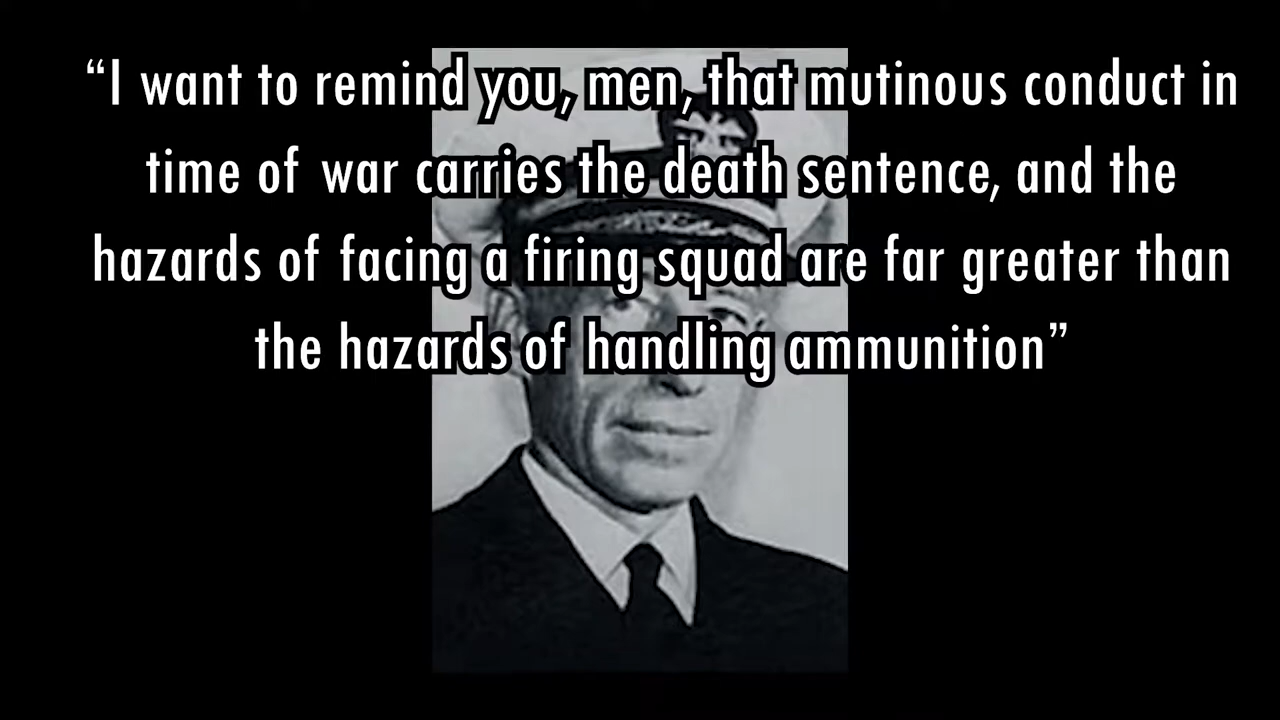 “I want to remind you, men, that mutinous conduct in
time of war carries the death sentence, and the
hazards of facing a firing squad are far greater than
the hazards of handling ammunition”